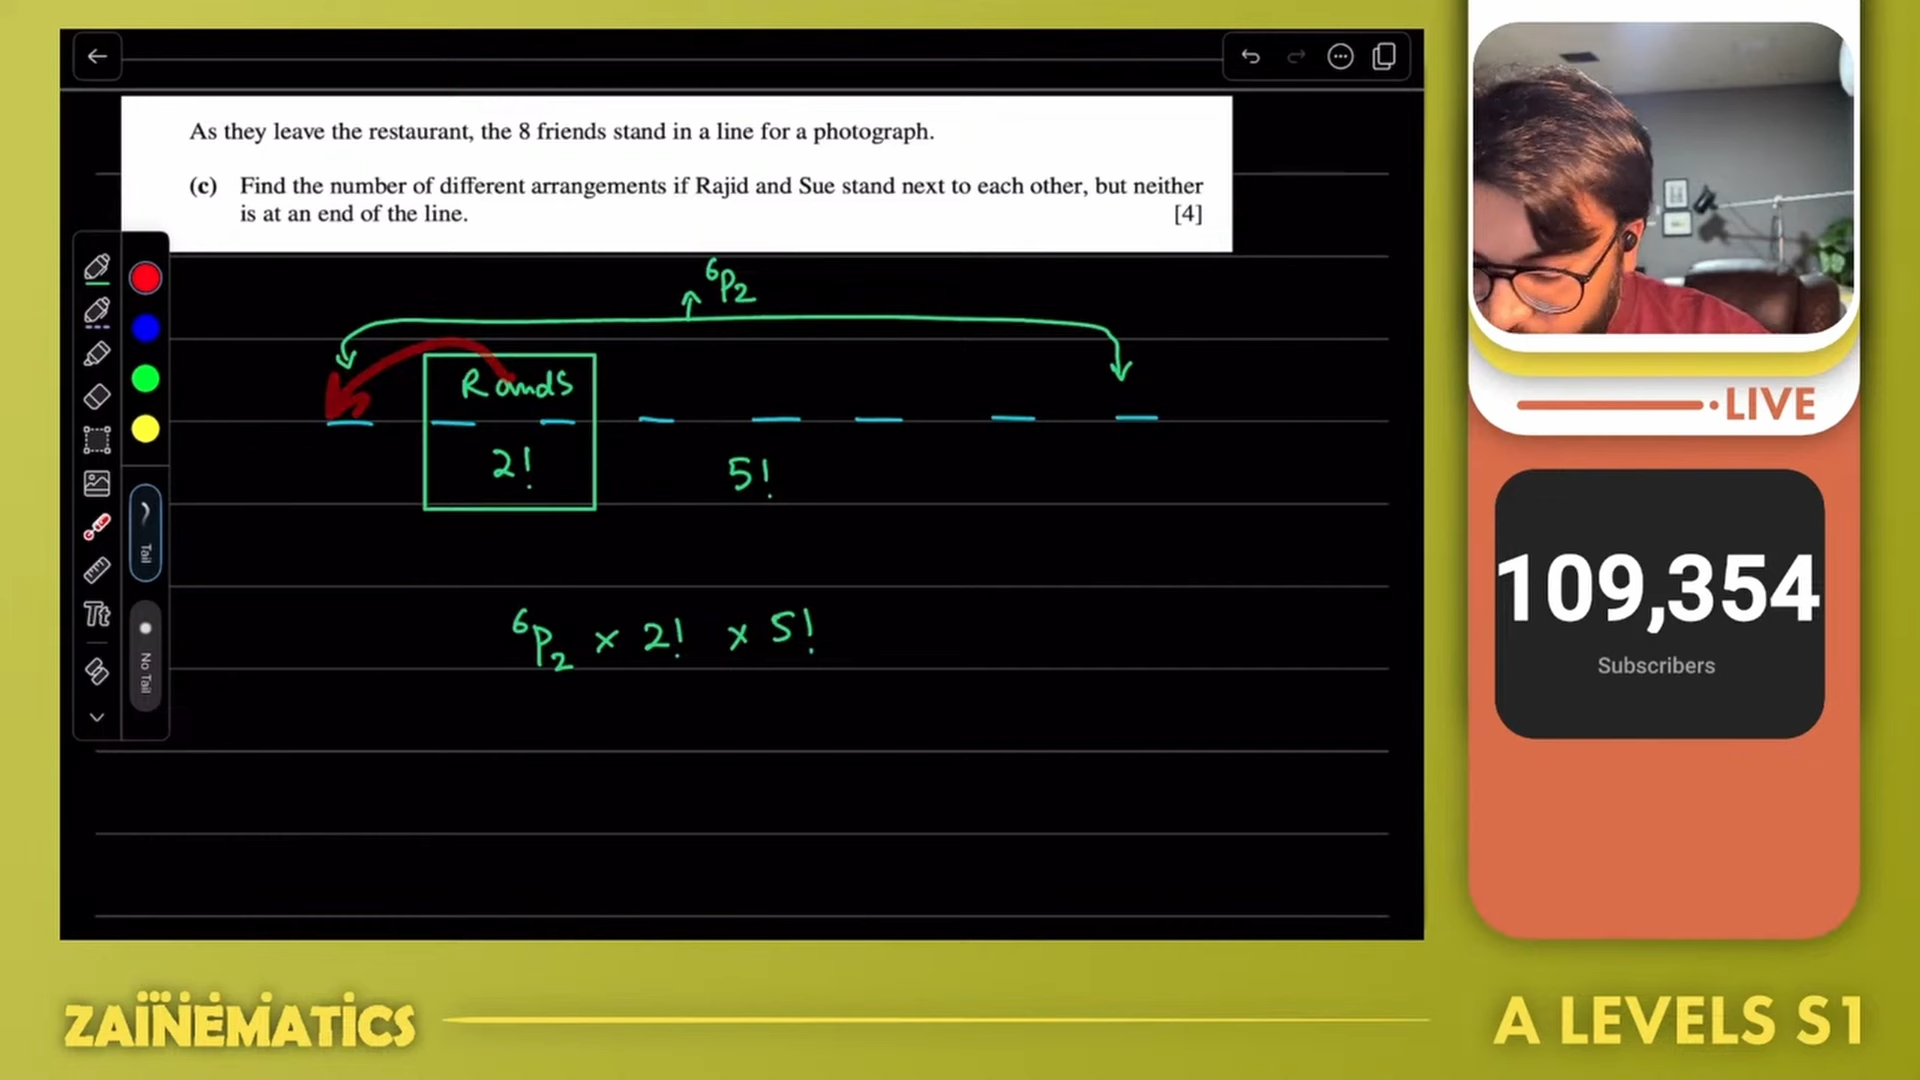 As they leave the restaurant, the 8 friends stand in a line for a photograph.
(c) Find the number of different arrangements if Rajid and Sue stand next to each other, but neither
is at an end of the line. [4]
⁶P₂
R and S
2!
5!
⁶P₂ × 2! × 5!
Tail
No Tail
Tt
LIVE
109,354
Subscribers
ZAINEMATICS
A LEVELS S1